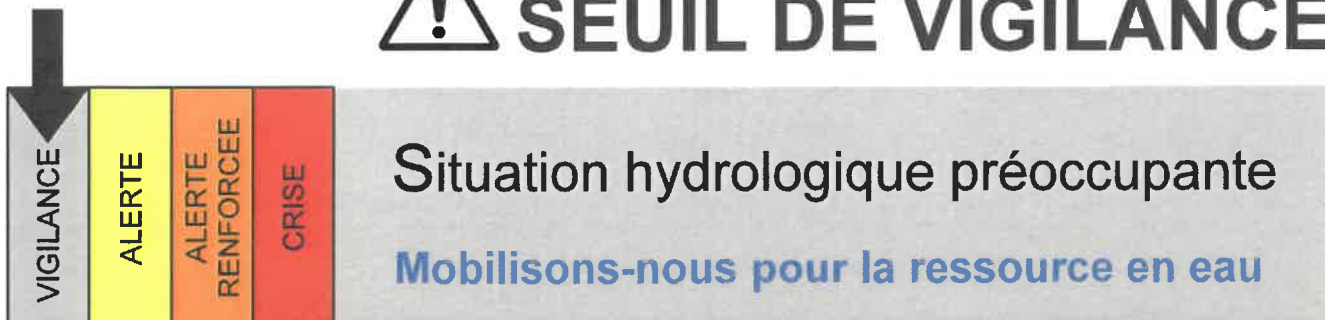 SEUIL DE VIGILANCE
VIGILANCE
ALERTE
ALERTE
RENFORCEE
CRISE
Situation hydrologique préoccupante
Mobilisons-nous pour la ressource en eau